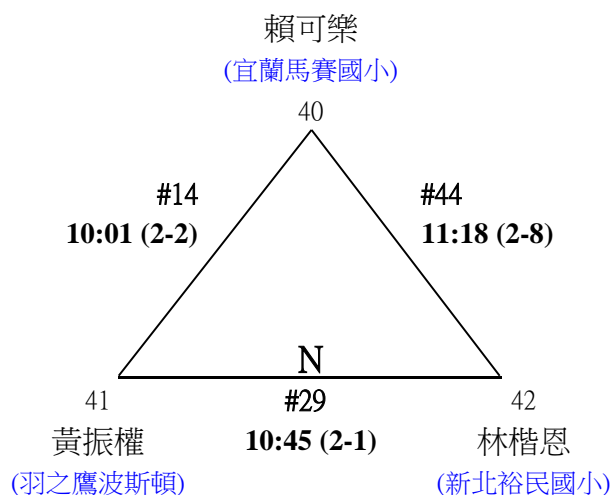 賴可樂
(宜蘭馬賽國小)
40
#14
10:01 (2-2)
#44
11:18 (2-8)
N
41
#29
42
黃振權
10:45 (2-1)
林楷恩
(羽之鷹波斯頓)
(新北裕民國小)